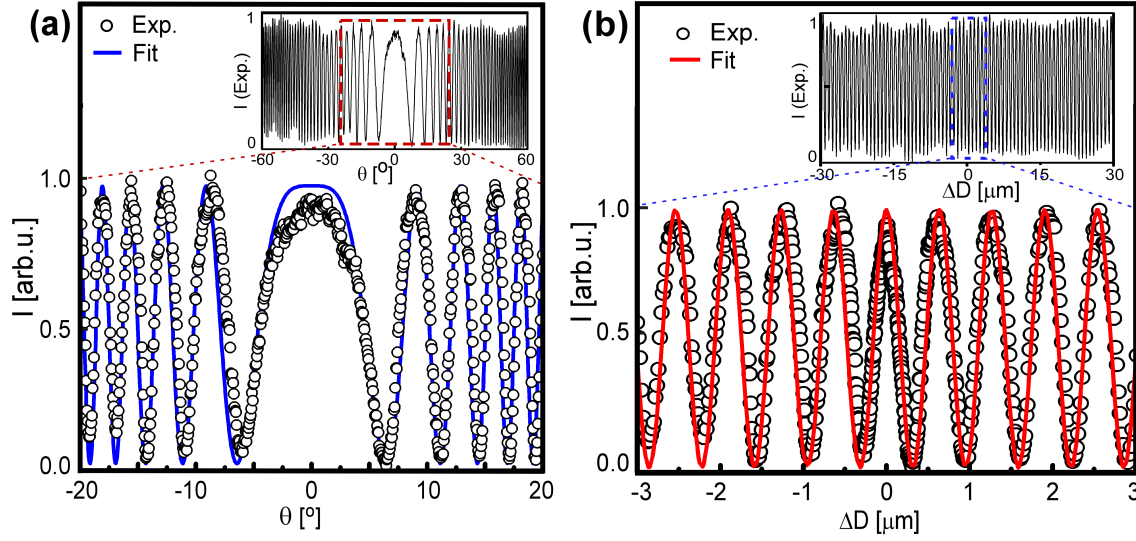 (a)
Exp.
Fit
I (Exp.)
1
0
-60 -30 0 30 60
θ [º]
I [arb.u.]
1.0
0.5
0.0
-20 -10 0 10 20
θ [º]
(b)
Exp.
Fit
I (Exp.)
1
0
-30 -15 0 15 30
ΔD [μm]
I [arb.u.]
1.0
0.5
0.0
-3 -2 -1 0 1 2 3
ΔD [μm]